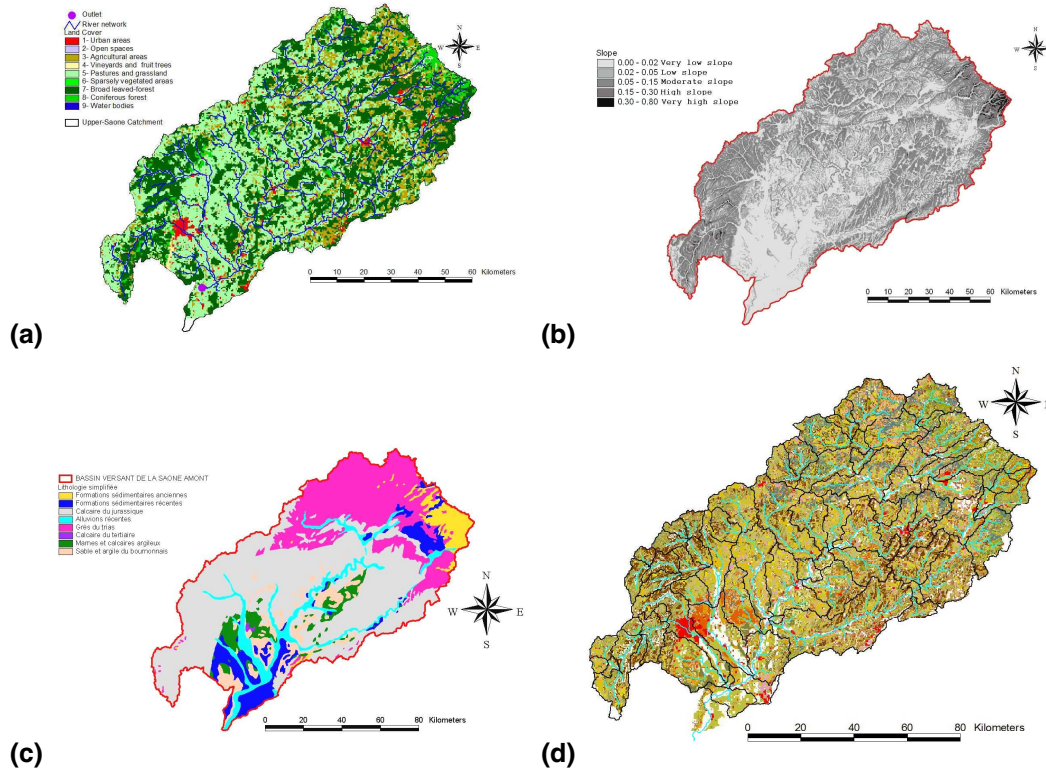 Outlet
River network
Land Cover
1- Urban areas
2- Open spaces
3- Agricultural areas
4- Vineyards and fruit trees
5- Pastures and grassland
6- Sparsely vegetated areas
7- Broad leaved-forest
8- Coniferous forest
9- Water bodies
Upper-Saone Catchment
N
W E
S
0 10 20 30 40 50 60 Kilometers
(a)
Slope
0.00 - 0.02 Very low slope
0.02 - 0.05 Low slope
0.05 - 0.15 Moderate slope
0.15 - 0.30 High slope
0.30 - 0.80 Very high slope
N
W E
S
0 10 20 30 40 50 60 Kilometers
(b)
BASSIN VERSANT DE LA SAONE AMONT
Lithologie simplifiée
Formations sédimentaires anciennes
Formations sédimentaires récentes
Calcaire du jurassique
Alluvions récentes
Grès du trias
Calcaire du tertiaire
Marnes et calcaires argileux
Sable et argile du bournonnais
N
W E
S
0 20 40 60 80 Kilometers
(c)
N
W E
S
0 10 20 30 40 50 60 80 Kilometers
(d)